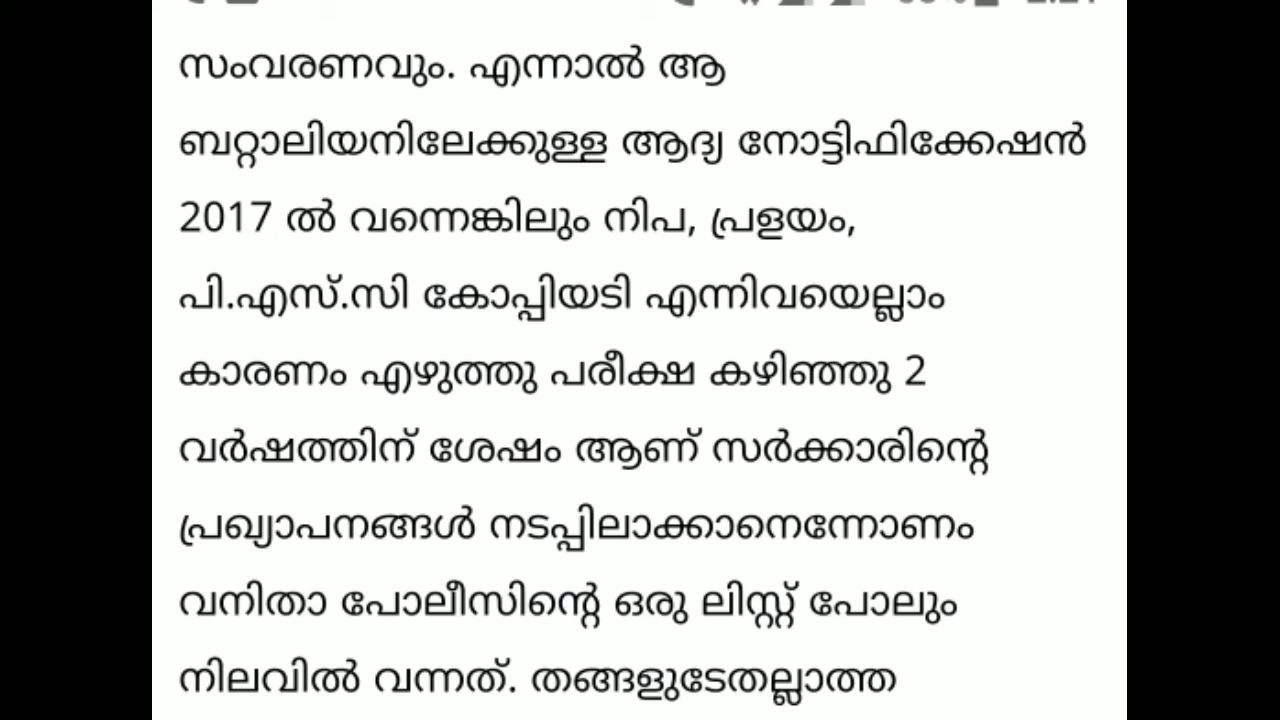 സംവരണവും. എന്നാൽ ആ
ബറ്റാലിയനിലേക്കുള്ള ആദ്യ നോട്ടിഫിക്കേഷൻ
2017 ൽ വന്നെങ്കിലും നിപ, പ്രളയം,
പി.എസ്.സി കോപ്പിയടി എന്നിവയെല്ലാം
കാരണം എഴുത്തു പരീക്ഷ കഴിഞ്ഞു 2
വർഷത്തിന് ശേഷം ആണ് സർക്കാരിന്റെ
പ്രഖ്യാപനങ്ങൾ നടപ്പിലാക്കാനെന്നോണം
വനിതാ പോലീസിന്റെ ഒരു ലിസ്റ്റ് പോലും
നിലവിൽ വന്നത്. തങ്ങളുടേതല്ലാത്ത